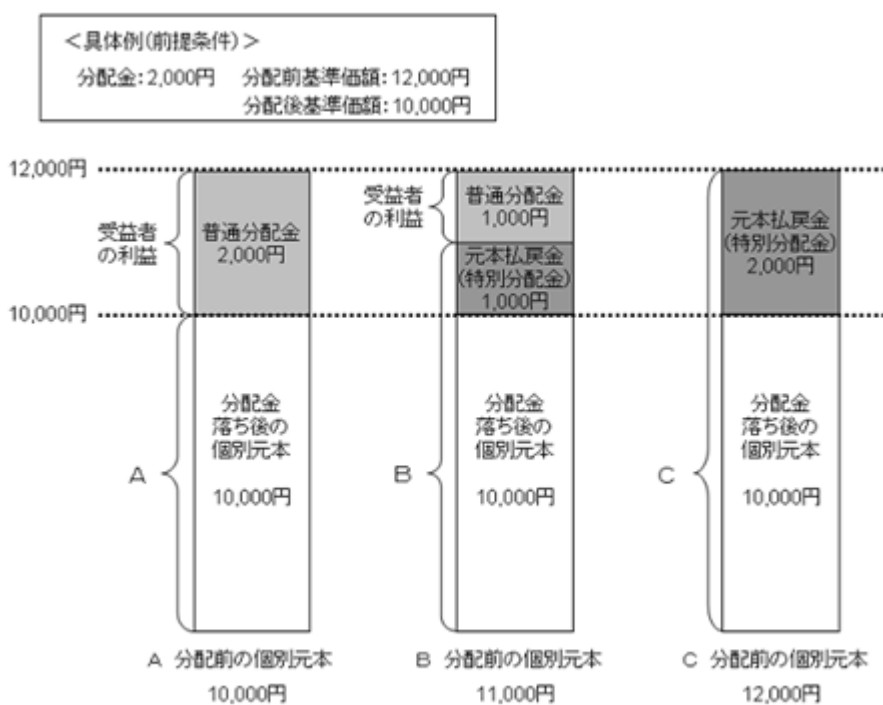 ＜具体例(前提条件)＞
分配金:2,000円 分配前基準価額:12,000円
分配後基準価額:10,000円
12,000円
受益者
の利益
普通分配金
2,000円
受益者
の利益
普通分配金
1,000円
元本払戻金
(特別分配金)
1,000円
元本払戻金
(特別分配金)
2,000円
10,000円
A
分配金
落ち後の
個別元本
10,000円
B
分配金
落ち後の
個別元本
10,000円
C
分配金
落ち後の
個別元本
10,000円
A 分配前の個別元本
10,000円
B 分配前の個別元本
11,000円
C 分配前の個別元本
12,000円